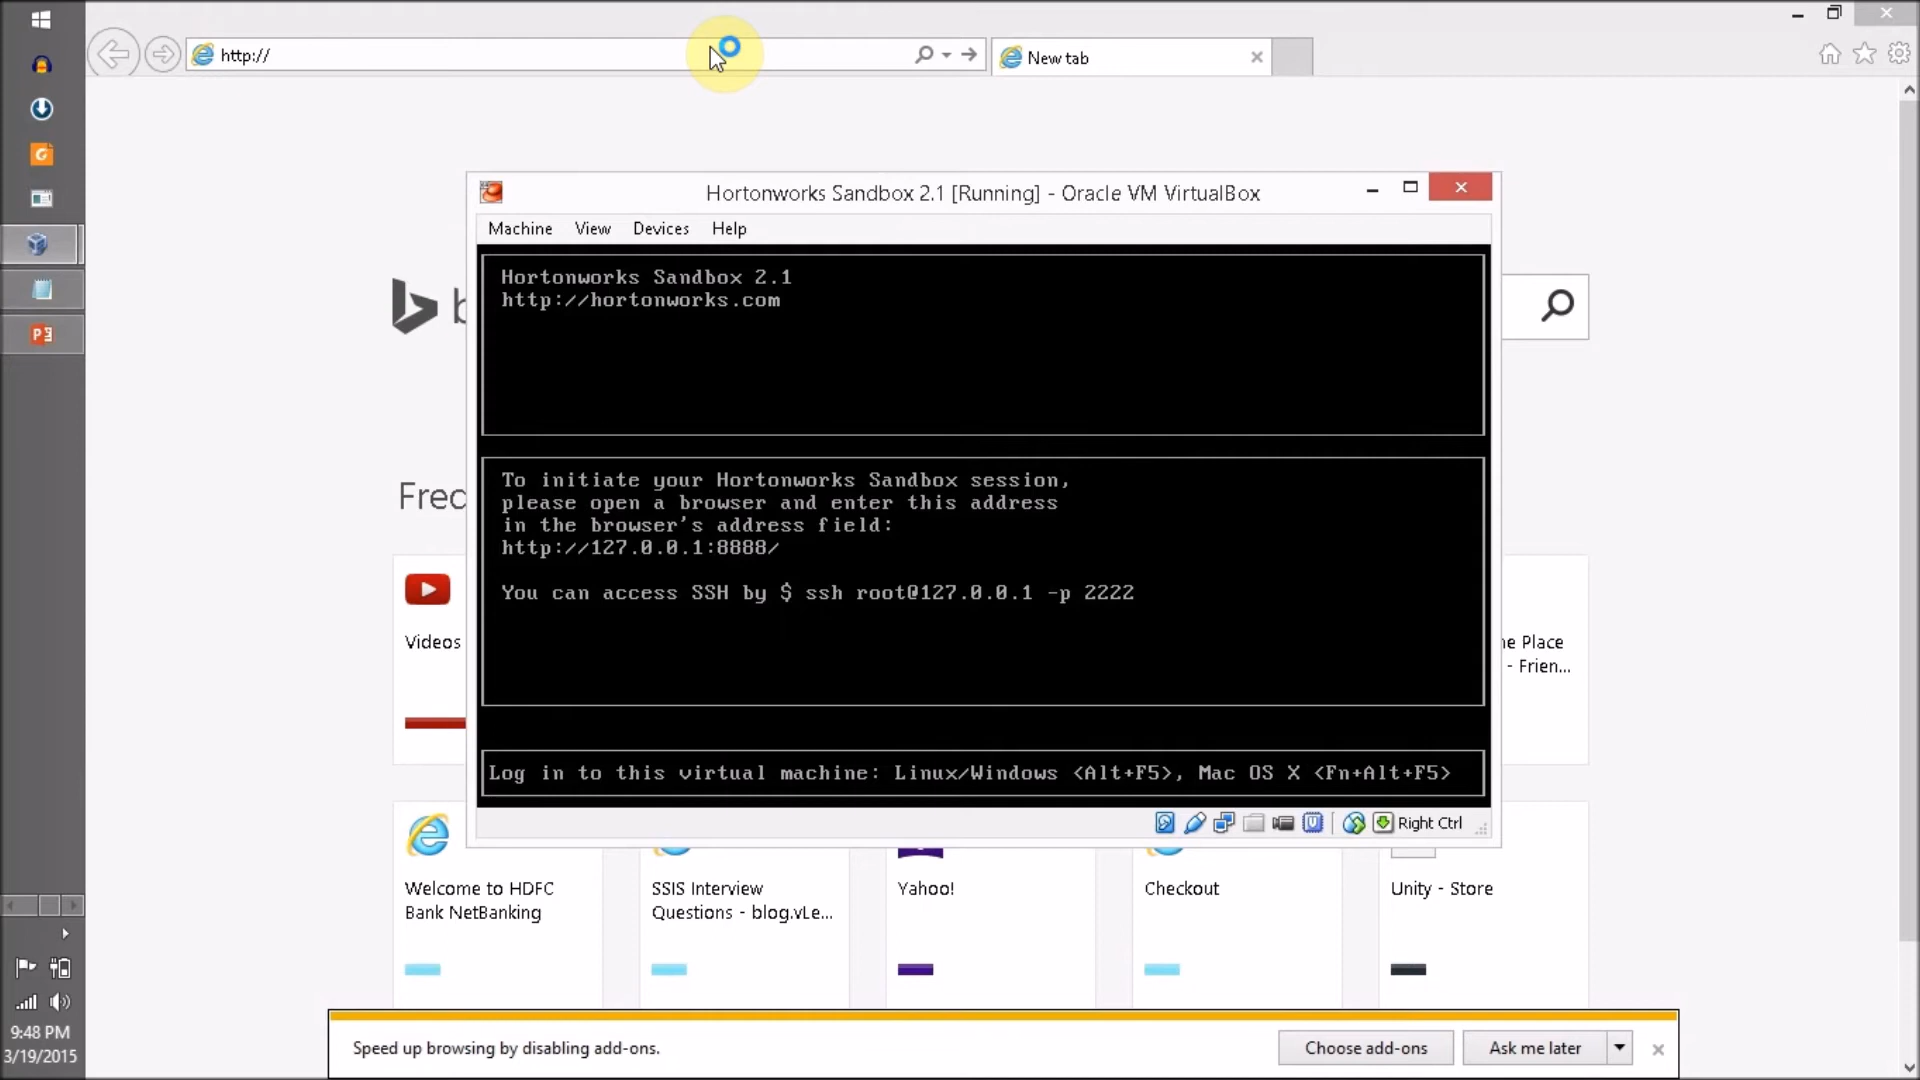 http://
New tab
Hortonworks Sandbox 2.1 [Running] - Oracle VM VirtualBox
Machine View Devices Help
Hortonworks Sandbox 2.1
http://hortonworks.com
To initiate your Hortonworks Sandbox session,
please open a browser and enter this address
in the browser's address field:
http://127.0.0.1:8888/
You can access SSH by $ ssh root@127.0.0.1 -p 2222
Log in to this virtual machine: Linux/Windows <Alt+F5>, Mac OS X <Fn+Alt+F5>
Right Ctrl
Videos
Place
- Frien...
Welcome to HDFC
Bank NetBanking
SSIS Interview
Questions - blog.vLe...
Yahoo!
Checkout
Unity - Store
Speed up browsing by disabling add-ons.
Choose add-ons
Ask me later
9:48 PM
3/19/2015